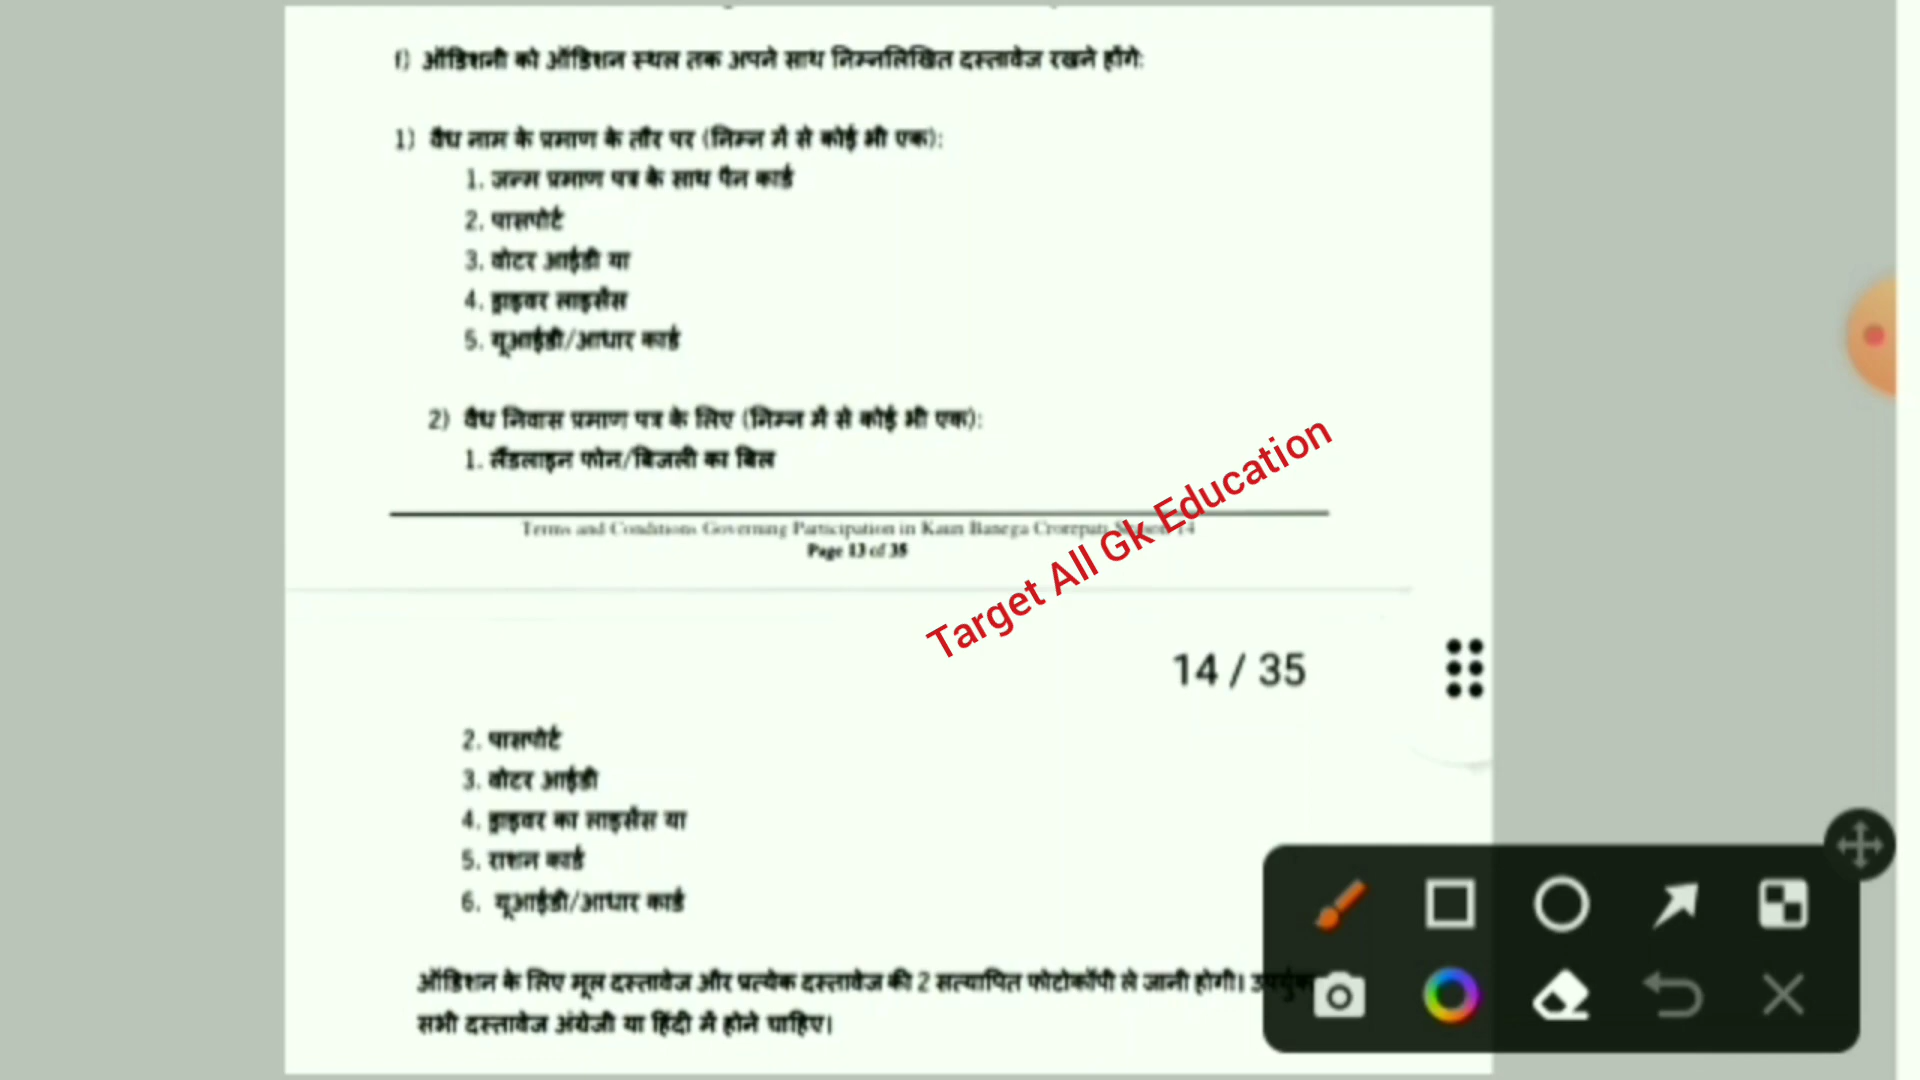 f) ऑडिशनी को ऑडिशन स्थल तक अपने साथ निम्नलिखित दस्तावेज रखने होंगे:
1) वैध नाम के प्रमाण के तौर पर (निम्न में से कोई भी एक):
1. जन्म प्रमाण पत्र के साथ पैन कार्ड
2. पासपोर्ट
3. वोटर आईडी या
4. ड्राइवर लाइसेंस
5. यूआईडी/आधार कार्ड
2) वैध निवास प्रमाण पत्र के लिए (निम्न में से कोई भी एक):
1. लैंडलाइन फोन/बिजली का बिल
Terms and Conditions Governing Participation in Kaun Banega Crorepati Season 14
Page 13 of 35
Target All Gk Education
14 / 35
2. पासपोर्ट
3. वोटर आईडी
4. ड्राइवर का लाइसेंस या
5. राशन कार्ड
6. यूआईडी/आधार कार्ड
ऑडिशन के लिए मूल दस्तावेज और प्रत्येक दस्तावेज की 2 सत्यापित फोटोकॉपी ले जानी होगी। उपर्युक्त
सभी दस्तावेज अंग्रेजी या हिंदी में होने चाहिए।